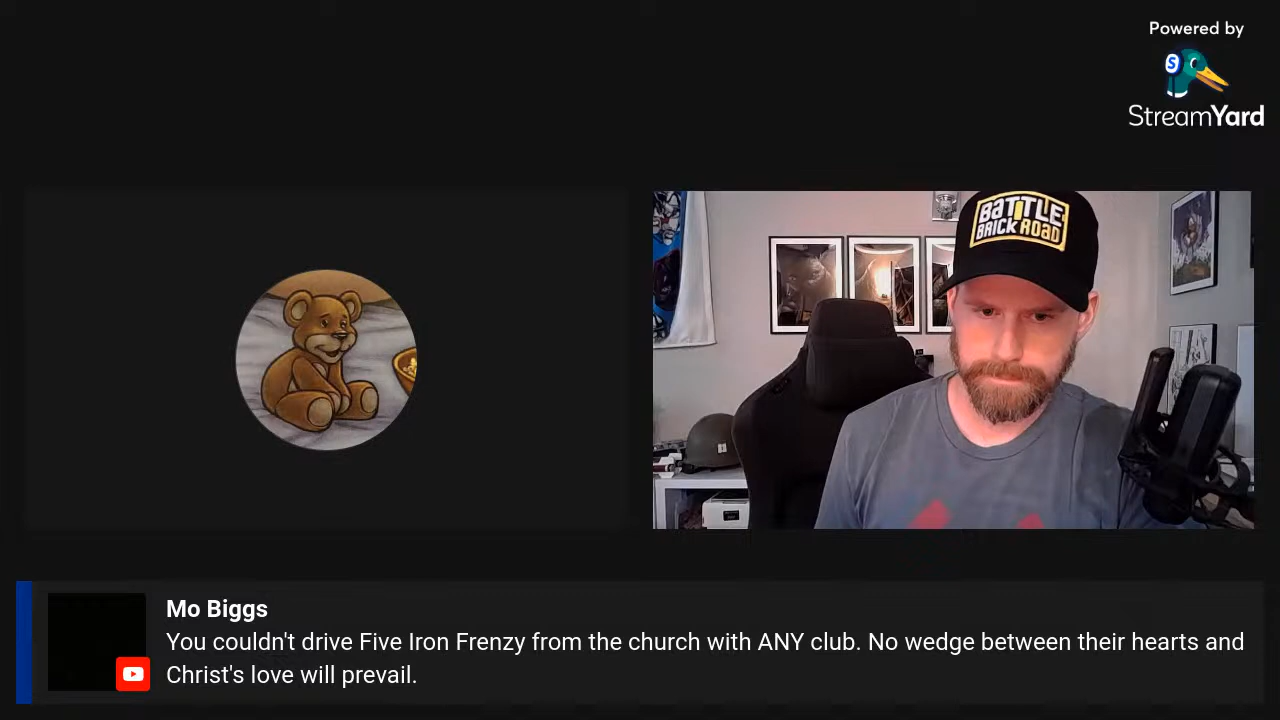 Powered by
S
StreamYard
BATTLE
BRICK ROAD
Mo Biggs
You couldn't drive Five Iron Frenzy from the church with ANY club. No wedge between their hearts and
Christ's love will prevail.